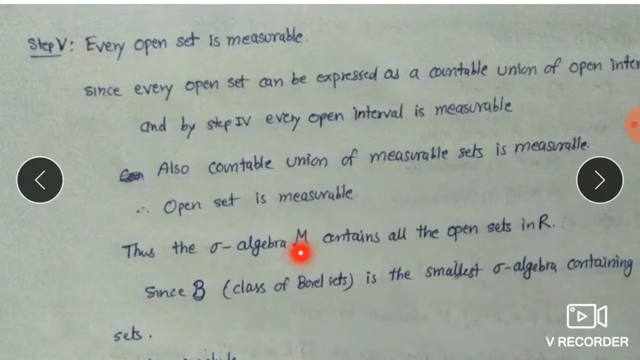 Step V: Every open set is measurable.
Since every open set can be expressed as a countable union of open inter
and by step IV every open interval is measurable
Also countable union of measurable sets is measurable.
∴ Open set is measurable.
Thus the σ-algebra M contains all the open sets in R.
Since B (class of Borel sets) is the smallest σ-algebra containing
sets.
V RECORDER